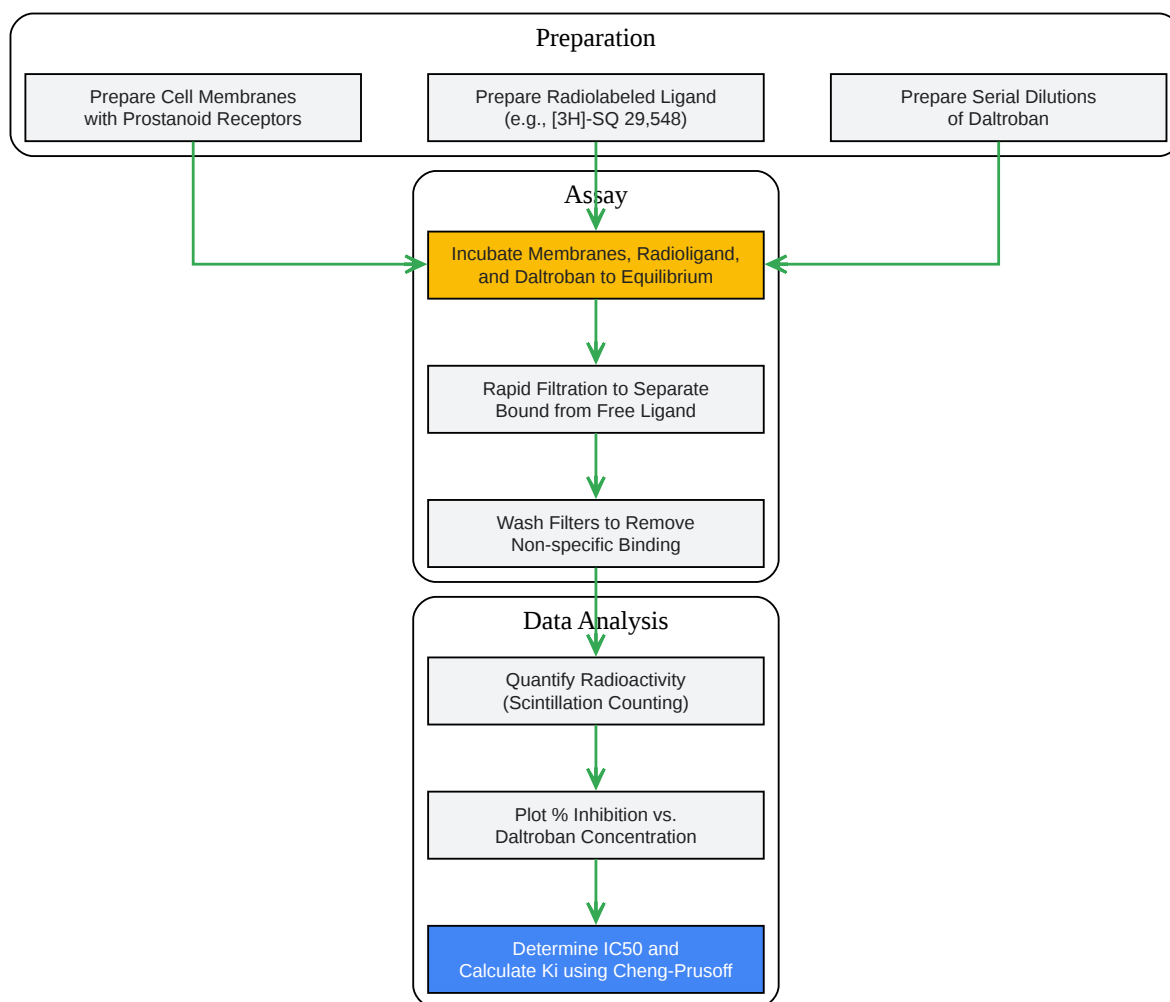 Preparation
Prepare Cell Membranes
with Prostanoid Receptors
Prepare Radiolabeled Ligand
(e.g., [3H]-SQ 29,548)
Prepare Serial Dilutions
of Daltroban
Assay
Incubate Membranes, Radioligand,
and Daltroban to Equilibrium
Rapid Filtration to Separate
Bound from Free Ligand
Wash Filters to Remove
Non-specific Binding
Data Analysis
Quantify Radioactivity
(Scintillation Counting)
Plot % Inhibition vs.
Daltroban Concentration
Determine IC50 and
Calculate Ki using Cheng-Prusoff